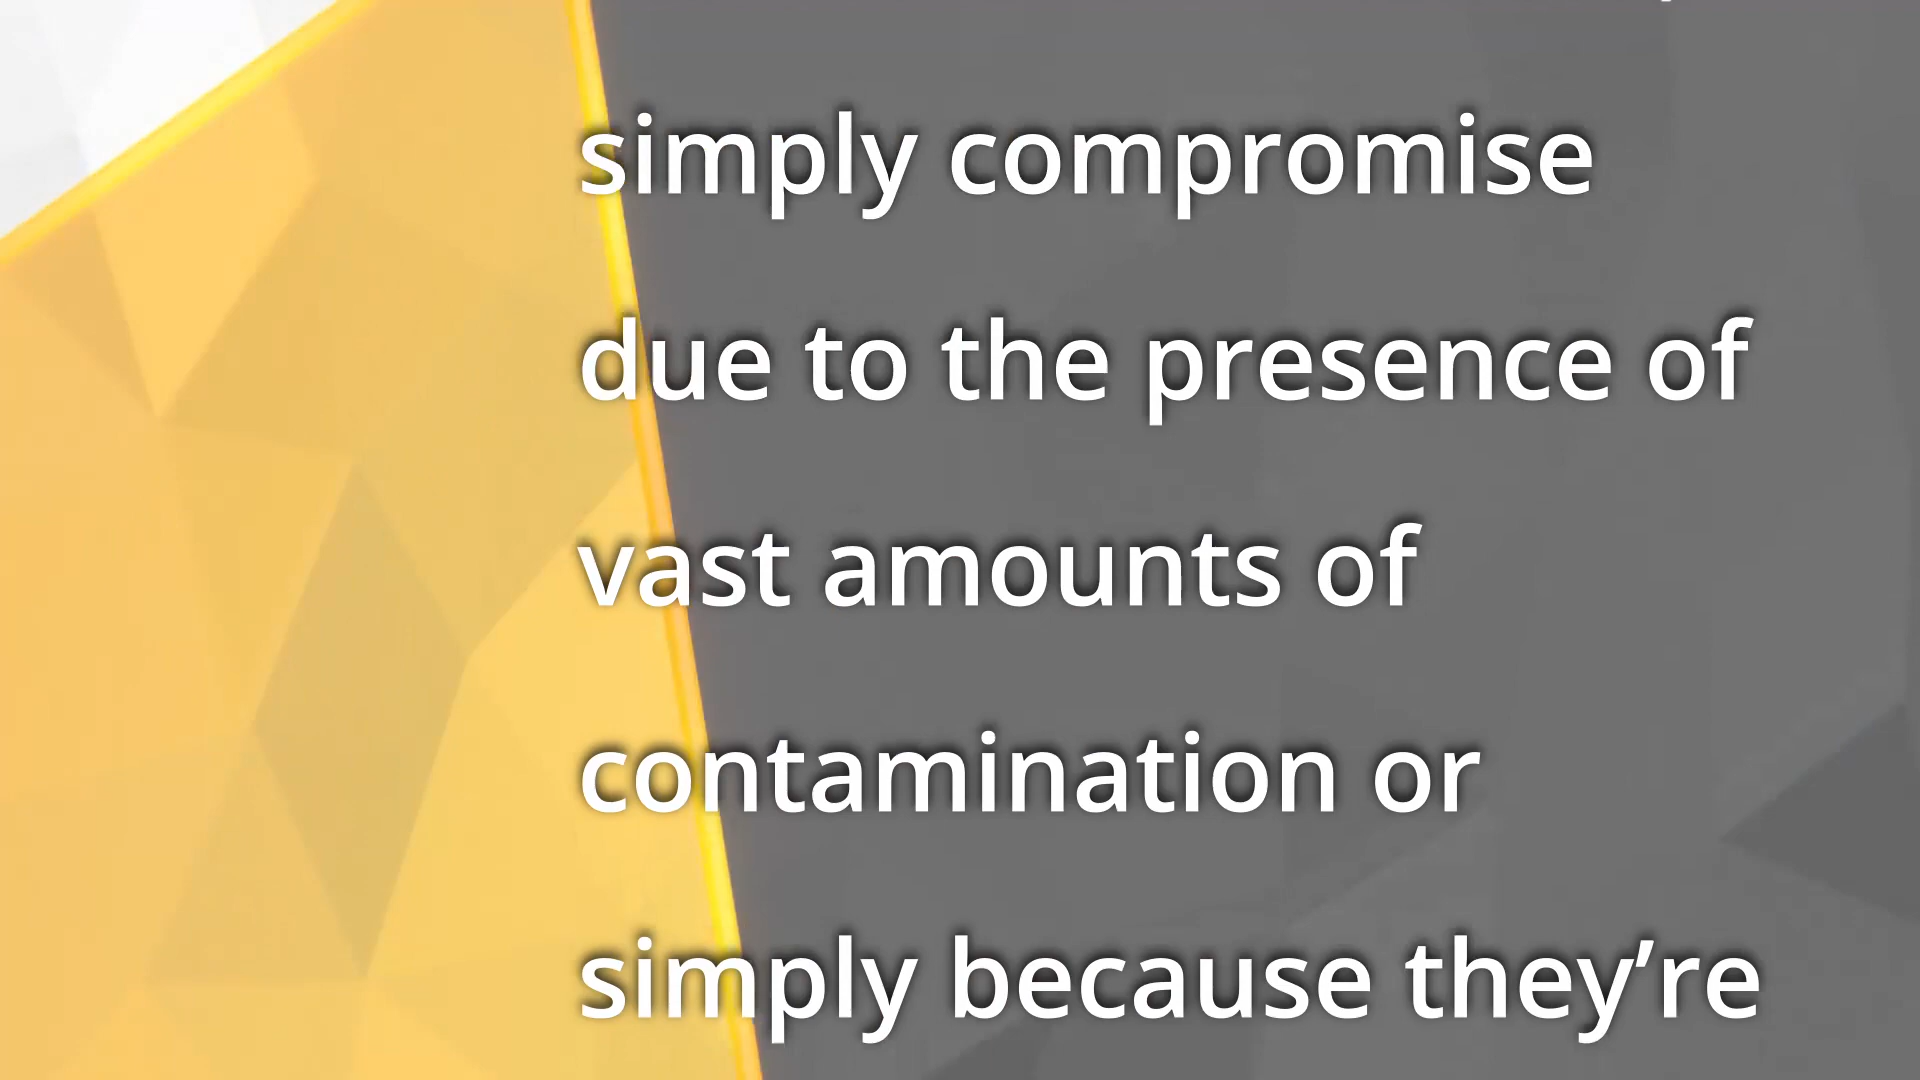 simply compromise
due to the presence of
vast amounts of
contamination or
simply because they’re